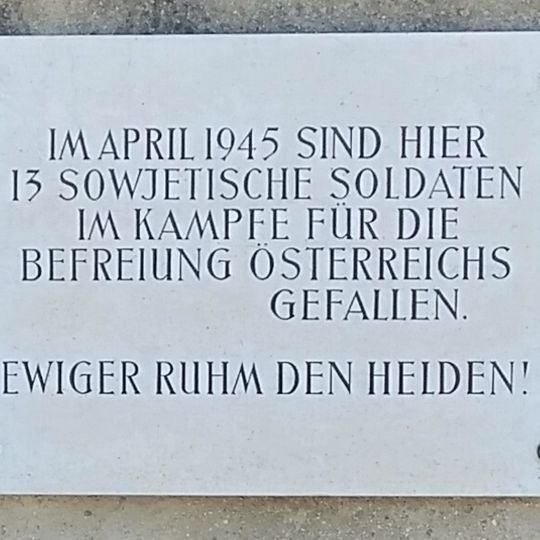 IM APRIL 1945 SIND HIER
13 SOWJETISCHE SOLDATEN
IM KAMPFE FÜR DIE
BEFREIUNG ÖSTERREICHS
GEFALLEN.
EWIGER RUHM DEN HELDEN!